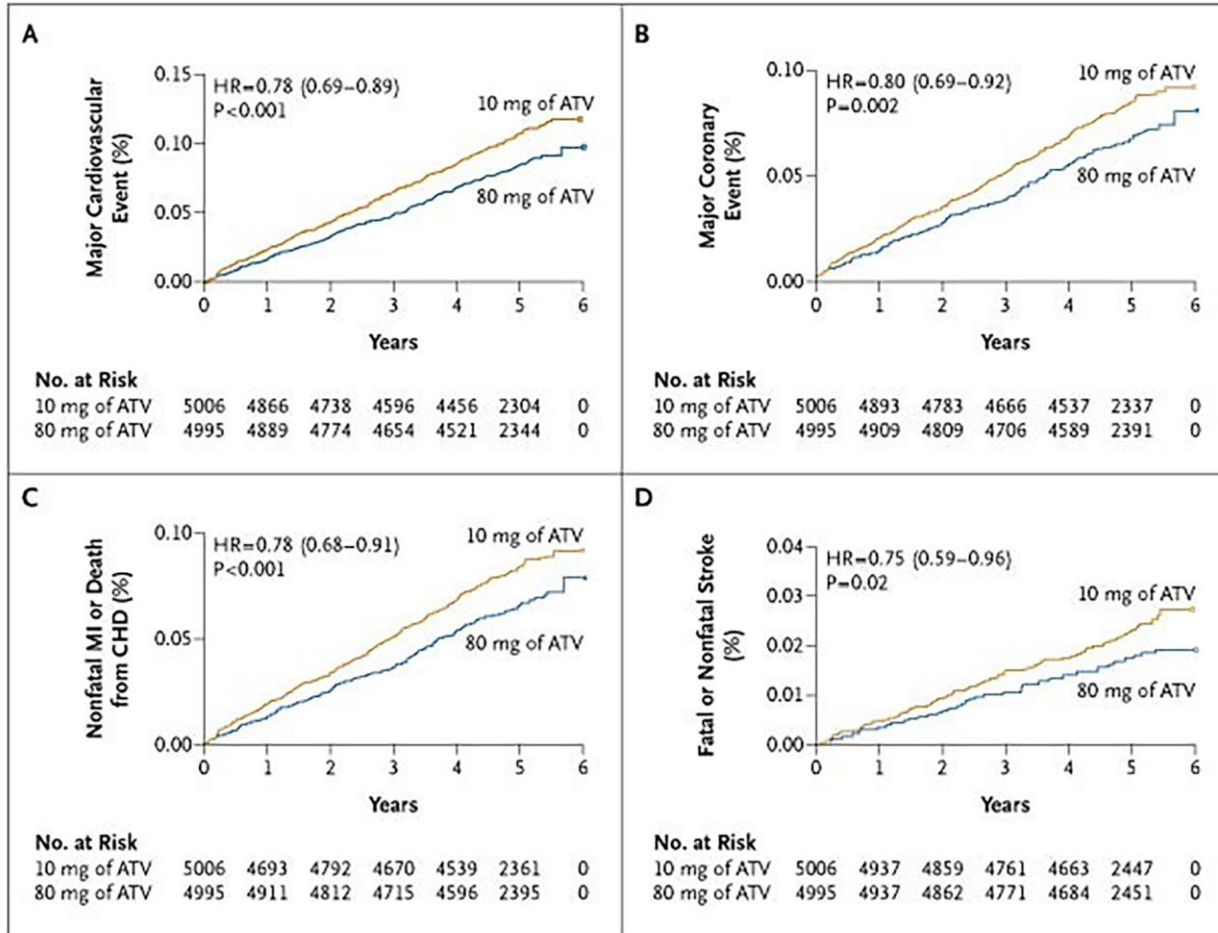 A
Major Cardiovascular
Event (%)
0.15
0.10
0.05
0.00
HR=0.78 (0.69–0.89)
P<0.001
10 mg of ATV
80 mg of ATV
0 1 2 3 4 5 6
Years
No. at Risk
10 mg of ATV 5006 4866 4738 4596 4456 2304 0
80 mg of ATV 4995 4889 4774 4654 4521 2344 0
B
Major Coronary
Event (%)
0.10
0.05
0.00
HR=0.80 (0.69–0.92)
P=0.002
10 mg of ATV
80 mg of ATV
0 1 2 3 4 5 6
Years
No. at Risk
10 mg of ATV 5006 4893 4783 4666 4537 2337 0
80 mg of ATV 4995 4909 4809 4706 4589 2391 0
C
Nonfatal MI or Death
from CHD (%)
0.10
0.05
0.00
HR=0.78 (0.68–0.91)
P<0.001
10 mg of ATV
80 mg of ATV
0 1 2 3 4 5 6
Years
No. at Risk
10 mg of ATV 5006 4693 4792 4670 4539 2361 0
80 mg of ATV 4995 4911 4812 4715 4596 2395 0
D
Fatal or Nonfatal Stroke
(%)
0.04
0.03
0.02
0.01
0.00
HR=0.75 (0.59–0.96)
P=0.02
10 mg of ATV
80 mg of ATV
0 1 2 3 4 5 6
Years
No. at Risk
10 mg of ATV 5006 4937 4859 4761 4663 2447 0
80 mg of ATV 4995 4937 4862 4771 4684 2451 0